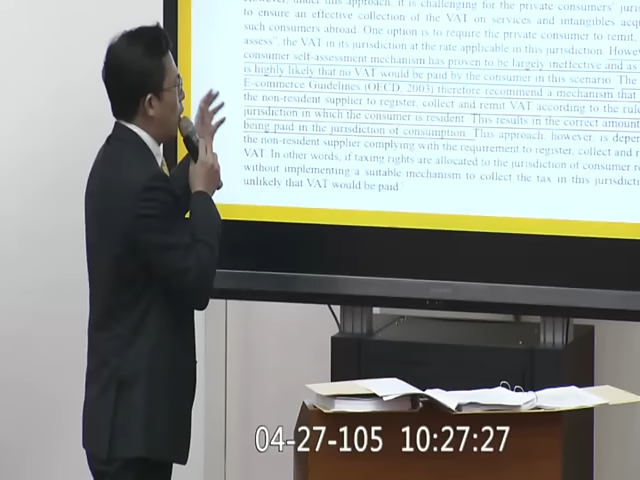 However, under this approach, it is challenging for the private consumers' juri
to ensure an effective collection of the VAT on services and intangibles acqu
such consumers abroad. One option is to require the private consumer to remit,
assess", the VAT in its jurisdiction at the rate applicable in this jurisdiction. Howev
consumer self-assessment mechanism has proven to be largely ineffective and as
is highly likely that no VAT would be paid by the consumer in this scenario. The
E-commerce Guidelines (OECD, 2003) therefore recommend a mechanism that
the non-resident supplier to register, collect and remit VAT according to the rule
jurisdiction in which the consumer is resident. This results in the correct amount
being paid in the jurisdiction of consumption. This approach, however, is depen
the non-resident supplier complying with the requirement to register, collect and r
VAT. In other words, if taxing rights are allocated to the jurisdiction of consumer r
without implementing a suitable mechanism to collect the tax in this jurisdicti
unlikely that VAT would be paid
04-27-105 10:27:27